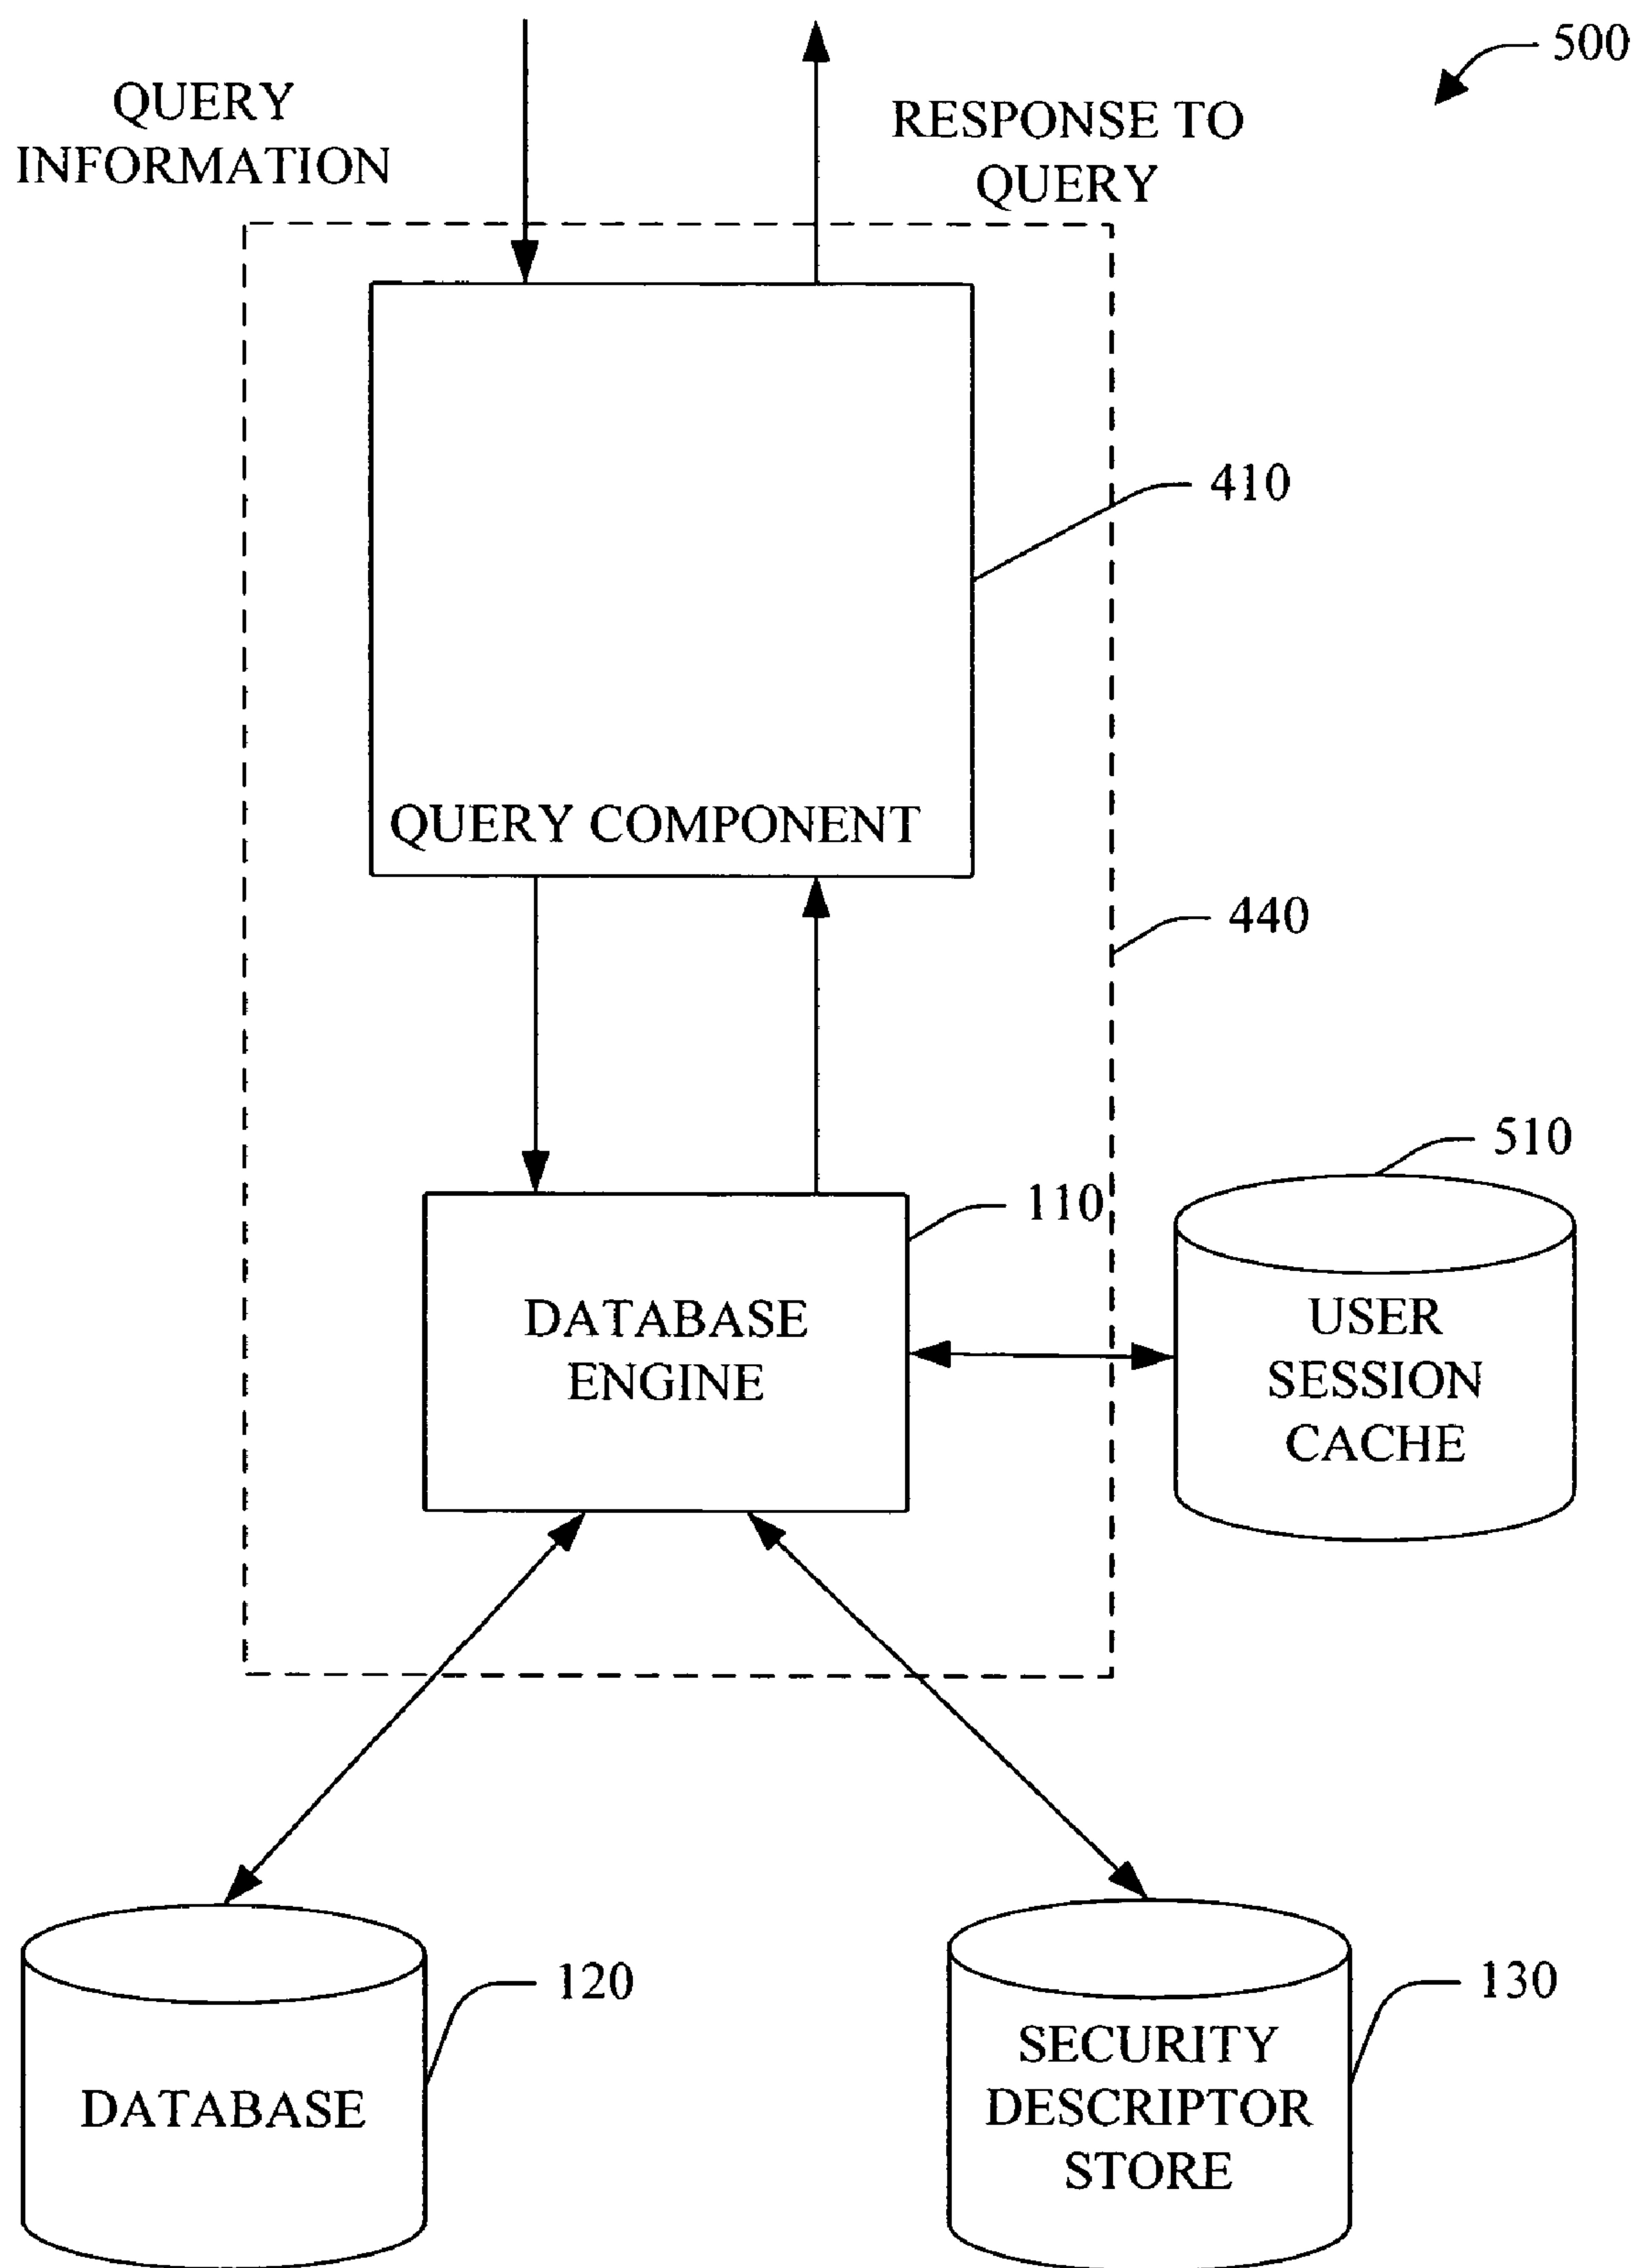 500
QUERY
INFORMATION
RESPONSE TO
QUERY
410
QUERY COMPONENT
440
510
110
DATABASE
ENGINE
USER
SESSION
CACHE
120
130
DATABASE
SECURITY
DESCRIPTOR
STORE